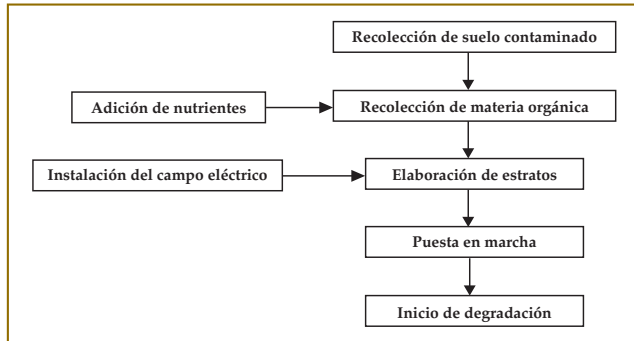 Recolección de suelo contaminado
Adición de nutrientes
Recolección de materia orgánica
Instalación del campo eléctrico
Elaboración de estratos
Puesta en marcha
Inicio de degradación